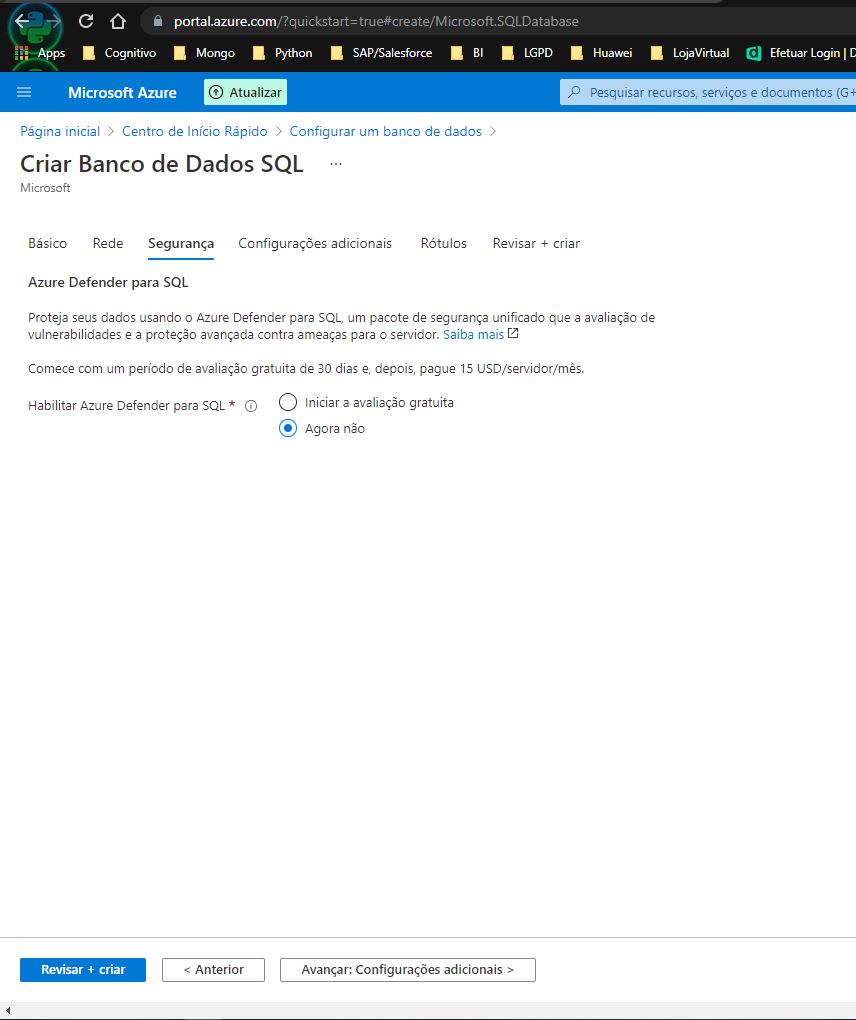 portal.azure.com/?quickstart=true#create/Microsoft.SQLDatabase
Apps Cognitivo Mongo Python SAP/Salesforce BI LGPD Huawei LojaVirtual Efetuar Login | D
Microsoft Azure Atualizar Pesquisar recursos, serviços e documentos (G+
Página inicial > Centro de Início Rápido > Configurar um banco de dados >
Criar Banco de Dados SQL ...
Microsoft
Básico Rede Segurança Configurações adicionais Rótulos Revisar + criar
Azure Defender para SQL
Proteja seus dados usando o Azure Defender para SQL, um pacote de segurança unificado que a avaliação de
vulnerabilidades e a proteção avançada contra ameaças para o servidor. Saiba mais
Comece com um período de avaliação gratuita de 30 dias e, depois, pague 15 USD/servidor/mês.
Habilitar Azure Defender para SQL * Iniciar a avaliação gratuita
Agora não
Revisar + criar < Anterior Avançar: Configurações adicionais >